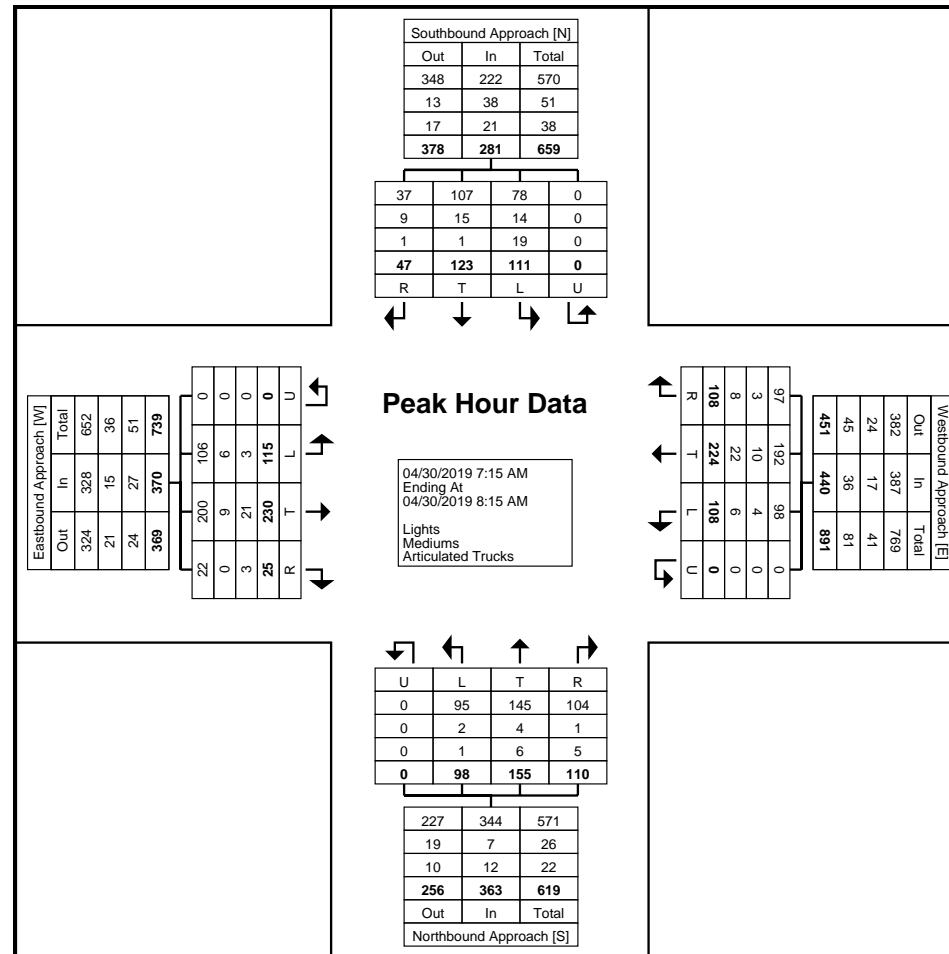 Southbound Approach [N]
Out In Total
348 222 570
13 38 51
17 21 38
378 281 659
37 107 78 0
9 15 14 0
1 1 19 0
47 123 111 0
R T L U
Eastbound Approach [W]
Total In Out
652 328 324
36 15 21
51 27 24
739 370 369
0 106 200 22
0 6 9 0
0 3 21 3
0 115 230 25
U L T R
Peak Hour Data
04/30/2019 7:15 AM
Ending At
04/30/2019 8:15 AM
Lights
Mediums
Articulated Trucks
Westbound Approach [E]
Out In Total
382 387 769
24 17 41
45 36 81
451 440 891
97 192 98 0
3 10 4 0
8 22 6 0
108 224 108 0
R T L U
U L T R
0 95 145 104
0 2 4 1
0 1 6 5
0 98 155 110
227 344 571
19 7 26
10 12 22
256 363 619
Out In Total
Northbound Approach [S]